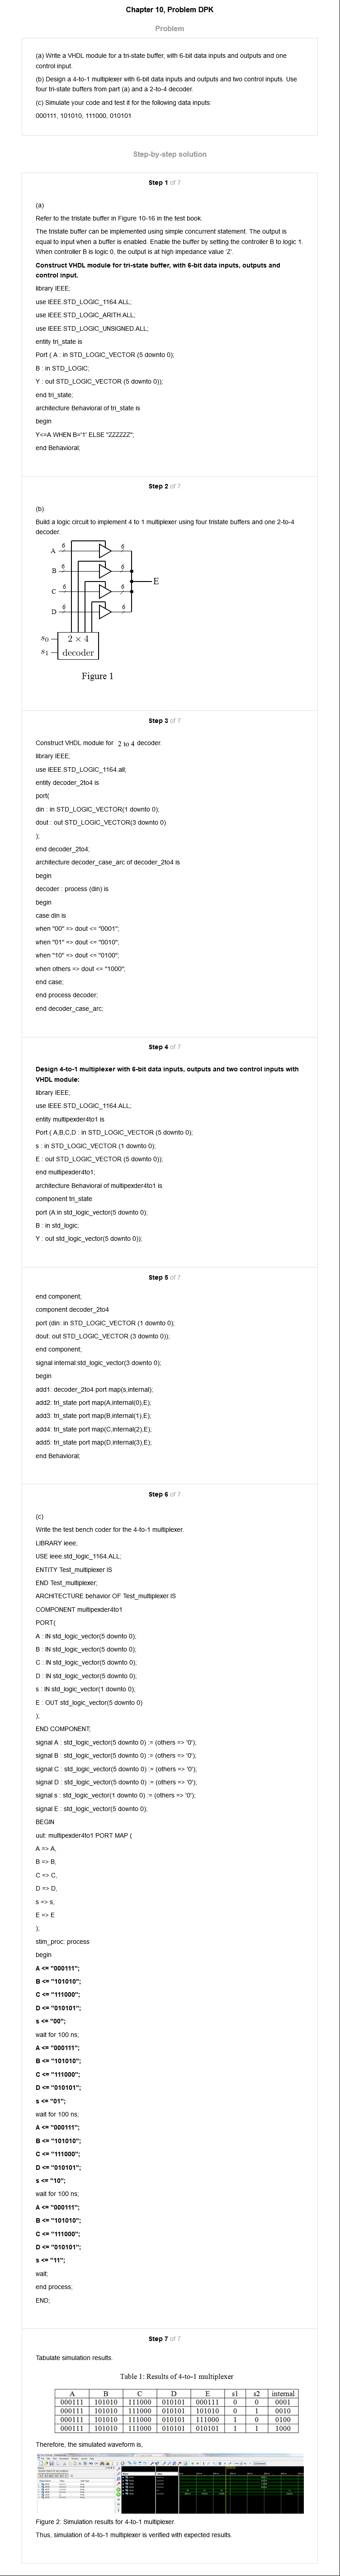 Chapter 10, Problem DPK
Problem
(a) Write a VHDL module for a tri-state buffer, with 6-bit data inputs and outputs and one
control input.
(b) Design a 4-to-1 multiplexer with 6-bit data inputs and outputs and two control inputs. Use
four tri-state buffers from part (a) and a 2-to-4 decoder.
(c) Simulate your code and test it for the following data inputs:
000111, 101010, 111000, 010101
Step-by-step solution
Step 1 of 7
(a)
Refer to the tristate buffer in Figure 10-16 in the test book.
The tristate buffer can be implemented using simple concurrent statement. The output is
equal to input when a buffer is enabled. Enable the buffer by setting the controller B to logic 1.
When controller B is logic 0, the output is at high impedance value 'Z'.
Construct VHDL module for tri-state buffer, with 6-bit data inputs, outputs and
control input.
library IEEE;
use IEEE.STD_LOGIC_1164.ALL;
use IEEE.STD_LOGIC_ARITH.ALL;
use IEEE.STD_LOGIC_UNSIGNED.ALL;
entity tri_state is
Port ( A : in STD_LOGIC_VECTOR (5 downto 0);
B : in STD_LOGIC;
Y : out STD_LOGIC_VECTOR (5 downto 0));
end tri_state;
architecture Behavioral of tri_state is
begin
Y<=A WHEN B='1' ELSE "ZZZZZZ";
end Behavioral;
Step 2 of 7
(b)
Build a logic circuit to implement 4 to 1 multiplexer using four tristate buffers and one 2-to-4
decoder.
A 6 6
B 6 6
E
C 6 6
D 6 6
s0 2 × 4
s1 decoder
Figure 1
Step 3 of 7
Construct VHDL module for 2 to 4 decoder.
library IEEE;
use IEEE.STD_LOGIC_1164.all;
entity decoder_2to4 is
port(
din : in STD_LOGIC_VECTOR(1 downto 0);
dout : out STD_LOGIC_VECTOR(3 downto 0)
);
end decoder_2to4;
architecture decoder_case_arc of decoder_2to4 is
begin
decoder : process (din) is
begin
case din is
when "00" => dout <= "0001";
when "01" => dout <= "0010";
when "10" => dout <= "0100";
when others => dout <= "1000";
end case;
end process decoder;
end decoder_case_arc;
Step 4 of 7
Design 4-to-1 multiplexer with 6-bit data inputs, outputs and two control inputs with
VHDL module:
library IEEE;
use IEEE.STD_LOGIC_1164.ALL;
entity multipexder4to1 is
Port ( A,B,C,D : in STD_LOGIC_VECTOR (5 downto 0);
s : in STD_LOGIC_VECTOR (1 downto 0);
E : out STD_LOGIC_VECTOR (5 downto 0));
end multipexder4to1;
architecture Behavioral of multipexder4to1 is
component tri_state
port (A:in std_logic_vector(5 downto 0);
B : in std_logic;
Y : out std_logic_vector(5 downto 0));
Step 5 of 7
end component;
component decoder_2to4
port (din: in STD_LOGIC_VECTOR (1 downto 0);
dout: out STD_LOGIC_VECTOR (3 downto 0));
end component;
signal internal:std_logic_vector(3 downto 0);
begin
add1: decoder_2to4 port map(s,internal);
add2: tri_state port map(A,internal(0),E);
add3: tri_state port map(B,internal(1),E);
add4: tri_state port map(C,internal(2),E);
add5: tri_state port map(D,internal(3),E);
end Behavioral;
Step 6 of 7
(c)
Write the test bench coder for the 4-to-1 multiplexer.
LIBRARY ieee;
USE ieee.std_logic_1164.ALL;
ENTITY Test_multiplexer IS
END Test_multiplexer;
ARCHITECTURE behavior OF Test_multiplexer IS
COMPONENT multipexder4to1
PORT(
A : IN std_logic_vector(5 downto 0);
B : IN std_logic_vector(5 downto 0);
C : IN std_logic_vector(5 downto 0);
D : IN std_logic_vector(5 downto 0);
s : IN std_logic_vector(1 downto 0);
E : OUT std_logic_vector(5 downto 0)
);
END COMPONENT;
signal A : std_logic_vector(5 downto 0) := (others => '0');
signal B : std_logic_vector(5 downto 0) := (others => '0');
signal C : std_logic_vector(5 downto 0) := (others => '0');
signal D : std_logic_vector(5 downto 0) := (others => '0');
signal s : std_logic_vector(1 downto 0) := (others => '0');
signal E : std_logic_vector(5 downto 0);
BEGIN
uut: multipexder4to1 PORT MAP (
A => A,
B => B,
C => C,
D => D,
s => s,
E => E
);
stim_proc: process
begin
A <= "000111";
B <= "101010";
C <= "111000";
D <= "010101";
s <= "00";
wait for 100 ns;
A <= "000111";
B <= "101010";
C <= "111000";
D <= "010101";
s <= "01";
wait for 100 ns;
A <= "000111";
B <= "101010";
C <= "111000";
D <= "010101";
s <= "10";
wait for 100 ns;
A <= "000111";
B <= "101010";
C <= "111000";
D <= "010101";
s <= "11";
wait;
end process;
END;
Step 7 of 7
Tabulate simulation results.
Table 1: Results of 4-to-1 multiplexer
A B C D E s1 s2 internal
000111 101010 111000 010101 000111 0 0 0001
000111 101010 111000 010101 101010 0 1 0010
000111 101010 111000 010101 111000 1 0 0100
000111 101010 111000 010101 010101 1 1 1000
Therefore, the simulated waveform is,
Figure 2: Simulation results for 4-to-1 multiplexer.
Thus, simulation of 4-to-1 multiplexer is verified with expected results.